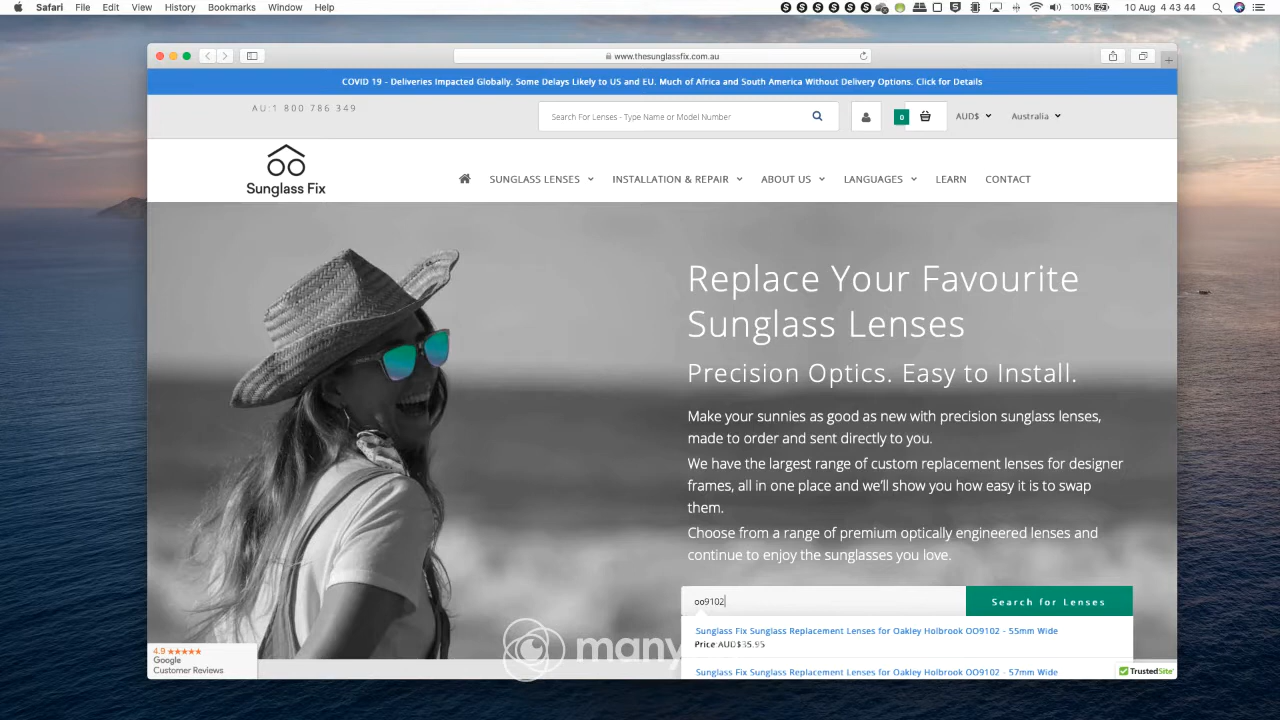 Safari File Edit View History Bookmarks Window Help
100% 10 Aug 4 43 44
www.thesunglassfix.com.au
COVID 19 - Deliveries Impacted Globally. Some Delays Likely to US and EU. Much of Africa and South America Without Delivery Options. Click for Details
AU:1 800 786 349
Search For Lenses - Type Name or Model Number
0
AUD$
Australia
Sunglass Fix
SUNGLASS LENSES
INSTALLATION & REPAIR
ABOUT US
LANGUAGES
LEARN
CONTACT
Replace Your Favourite
Sunglass Lenses
Precision Optics. Easy to Install.
Make your sunnies as good as new with precision sunglass lenses,
made to order and sent directly to you.
We have the largest range of custom replacement lenses for designer
frames, all in one place and we'll show you how easy it is to swap
them.
Choose from a range of premium optically engineered lenses and
continue to enjoy the sunglasses you love.
oo9102
Search for Lenses
Sunglass Fix Sunglass Replacement Lenses for Oakley Holbrook OO9102 - 55mm Wide
Price AUD$35.95
Sunglass Fix Sunglass Replacement Lenses for Oakley Holbrook OO9102 - 57mm Wide
4.9 ★★★★★
Google
Customer Reviews
many
TrustedSite